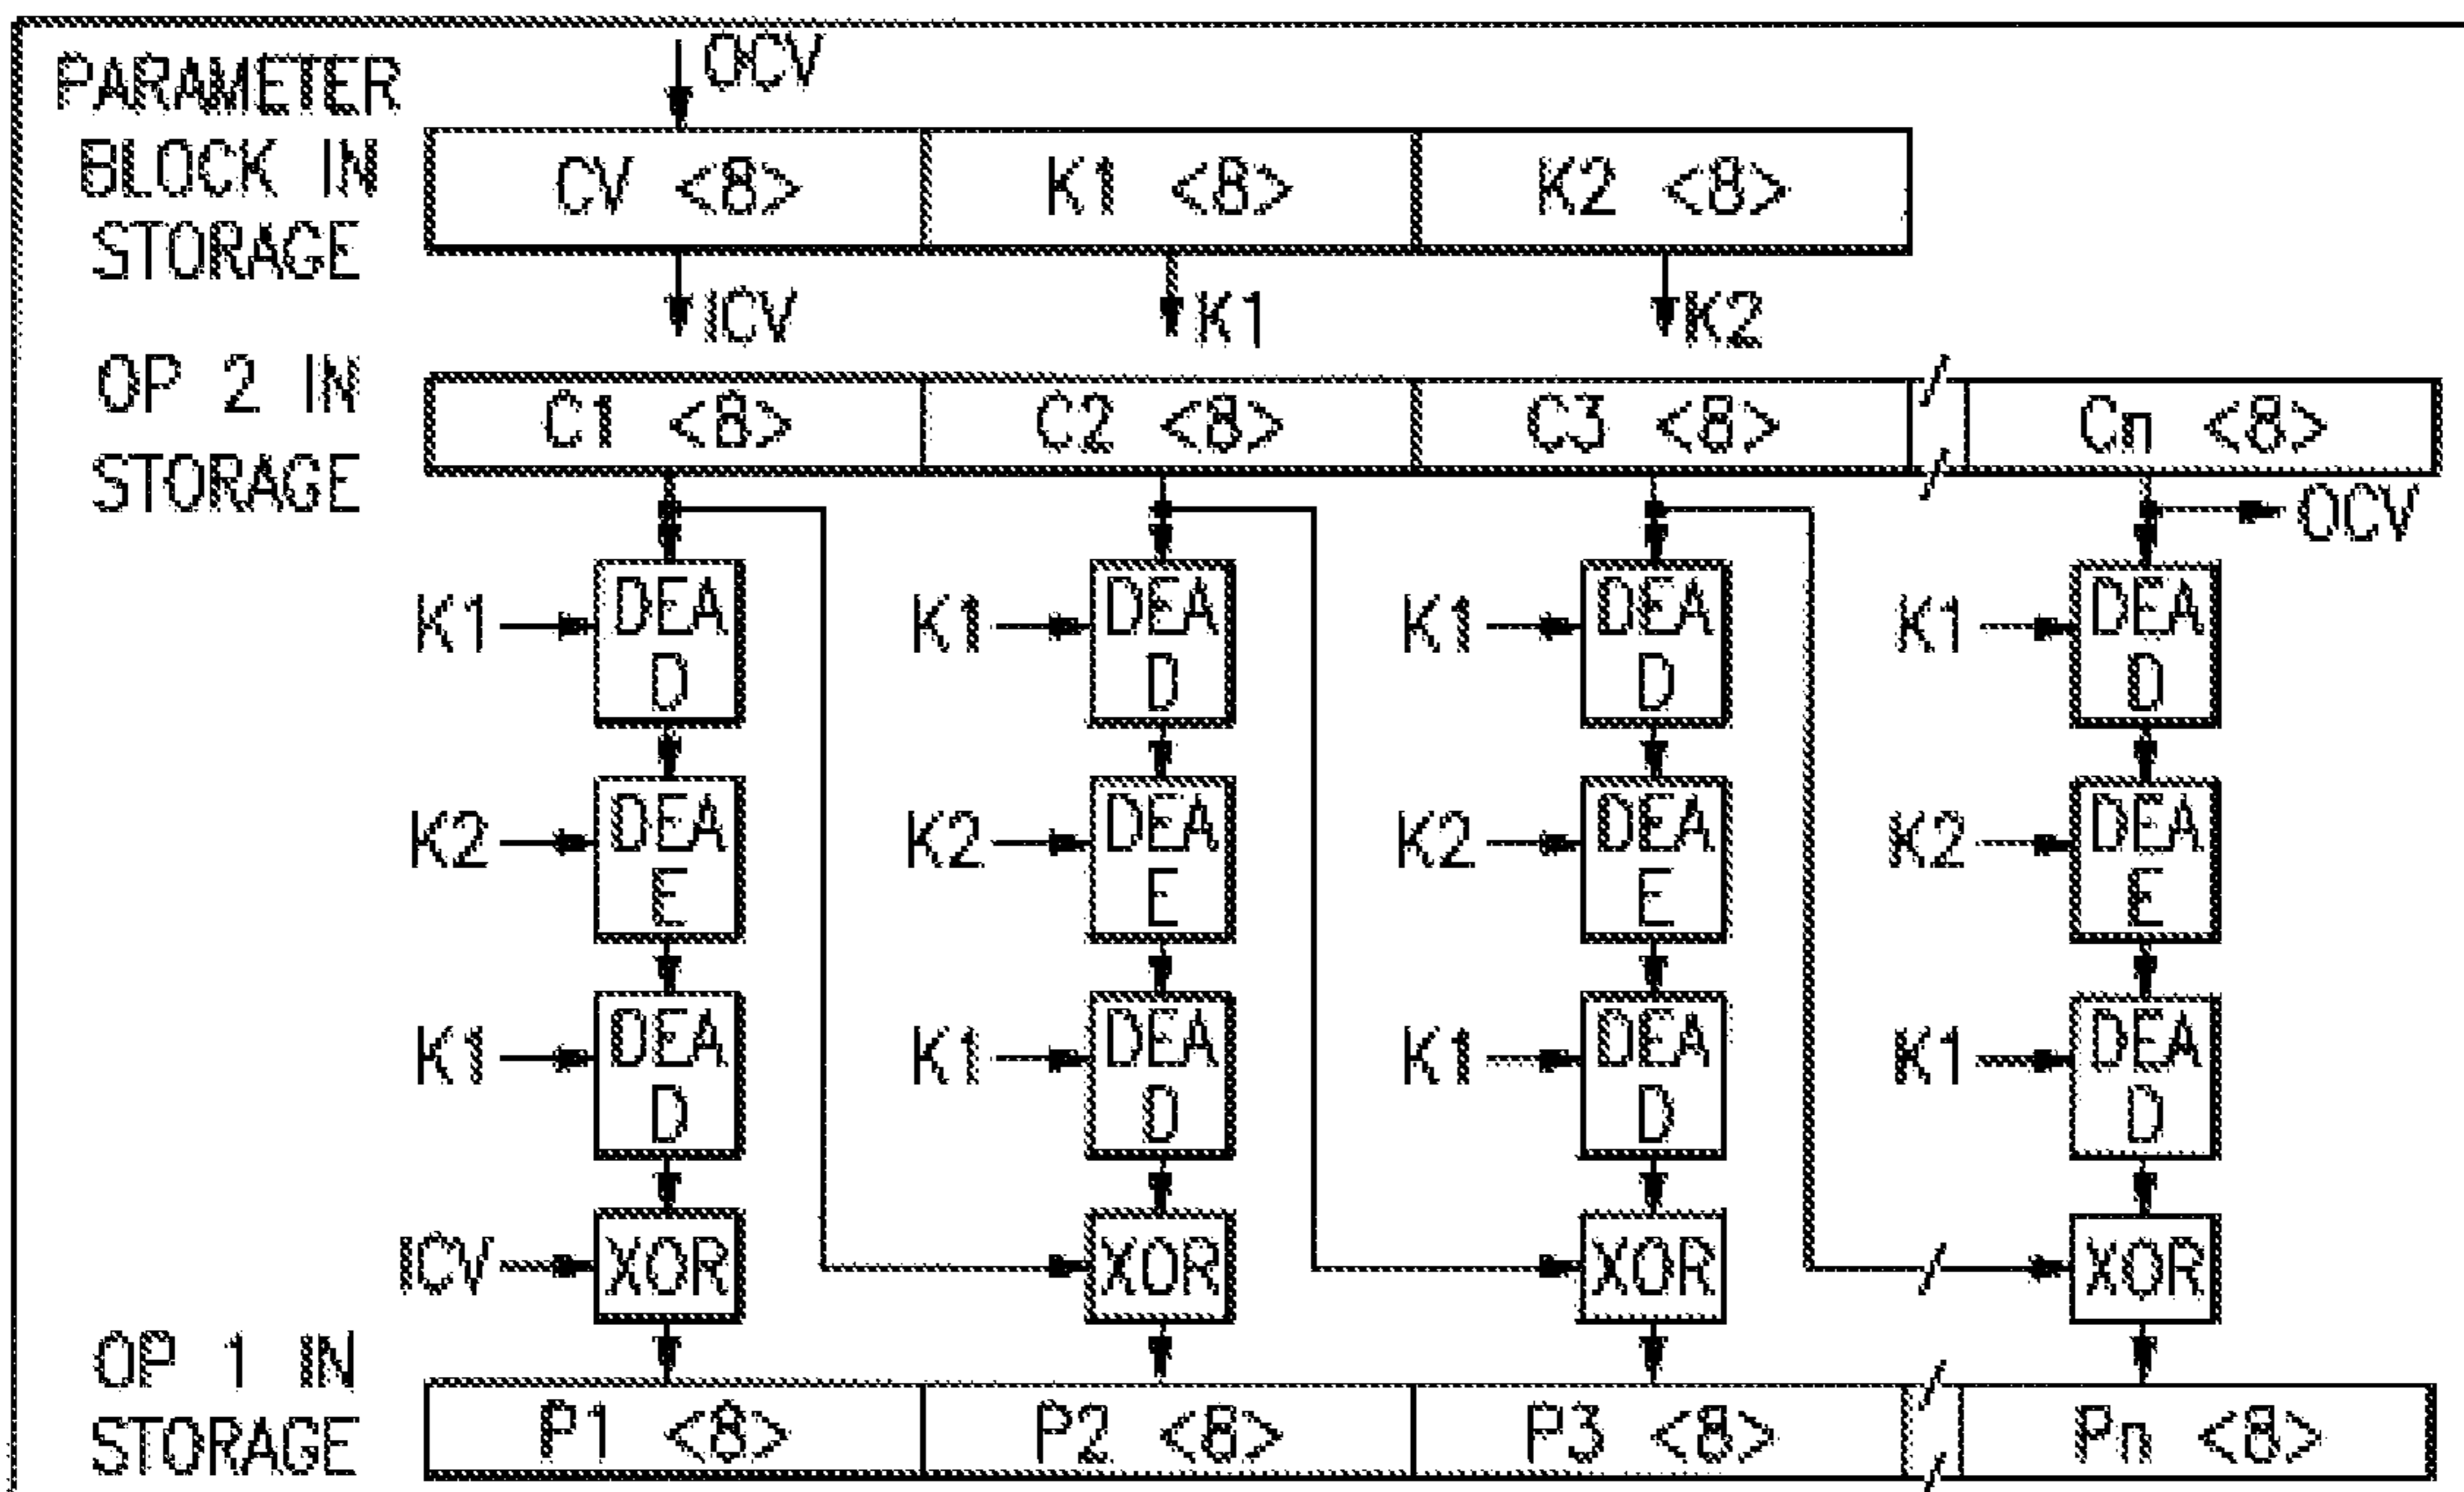 PARAMETER
BLOCK IN
STORAGE
OCV
CV <8> K1 <8> K2 <8>
ICV K1 K2
OP 2 IN
STORAGE
C1 <8> C2 <8> C3 <8> Cn <8>
OCV
K1 DEA K1 DEA K1 DEA K1 DEA
D D D D
K2 DEA K2 DEA K2 DEA K2 DEA
E E E E
K1 DEA K1 DEA K1 DEA K1 DEA
D D D D
ICV XOR XOR XOR XOR
OP 1 IN
STORAGE
P1 <8> P2 <8> P3 <8> Pn <8>